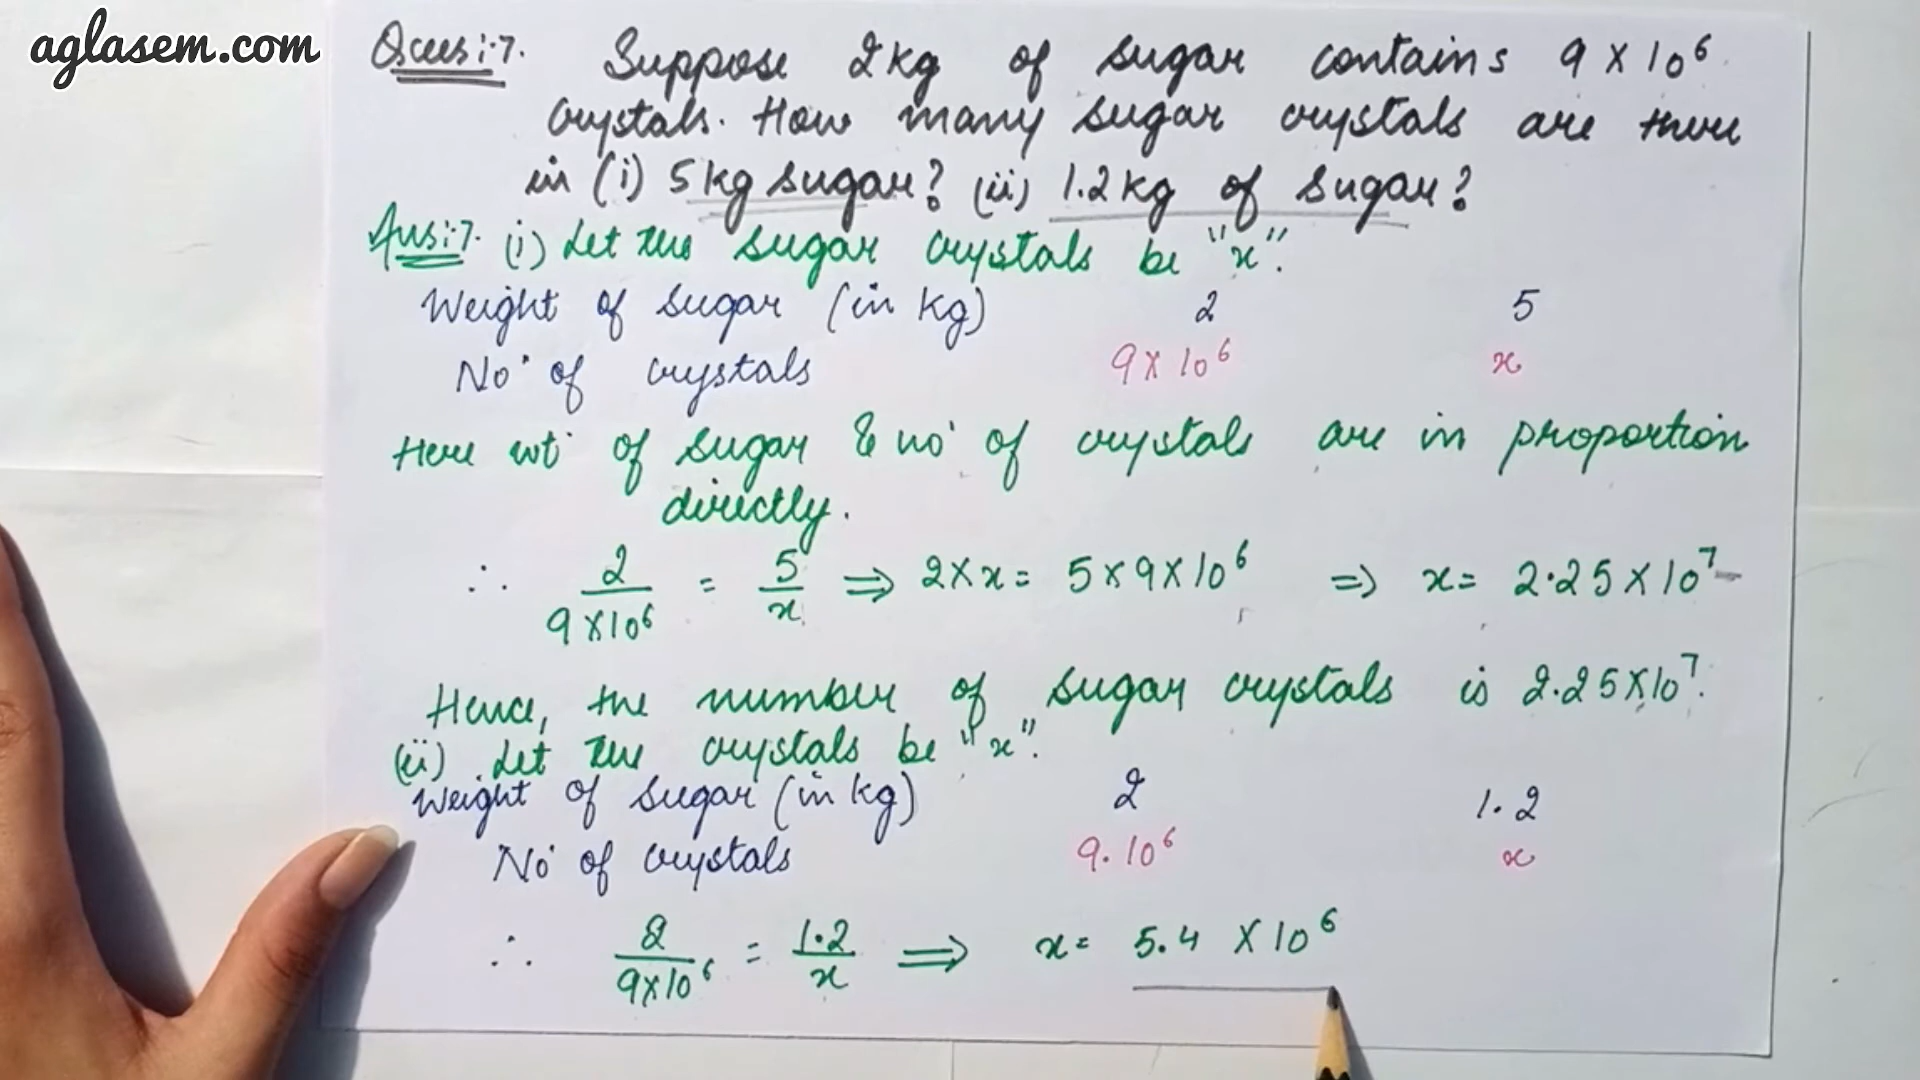 aglasem.com
Ques:7. Suppose 2kg of sugar contains 9 × 10⁶
crystals. How many sugar crystals are there
in (i) 5kg sugar? (ii) 1.2kg of sugar?
Ans:7. (i) Let the sugar crystals be "x".
Weight of sugar (in kg) 2 5
No. of crystals 9 × 10⁶ x
Here wt. of sugar & no. of crystals are in proportion
directly.
∴ 2/(9×10⁶) = 5/x ⇒ 2×x = 5×9×10⁶ ⇒ x = 2.25×10⁷
Hence, the number of sugar crystals is 2.25×10⁷.
(ii) Let the crystals be "x".
Weight of sugar (in kg) 2 1.2
No. of crystals 9.10⁶ x
∴ 2/(9×10⁶) = 1.2/x ⇒ x = 5.4 × 10⁶